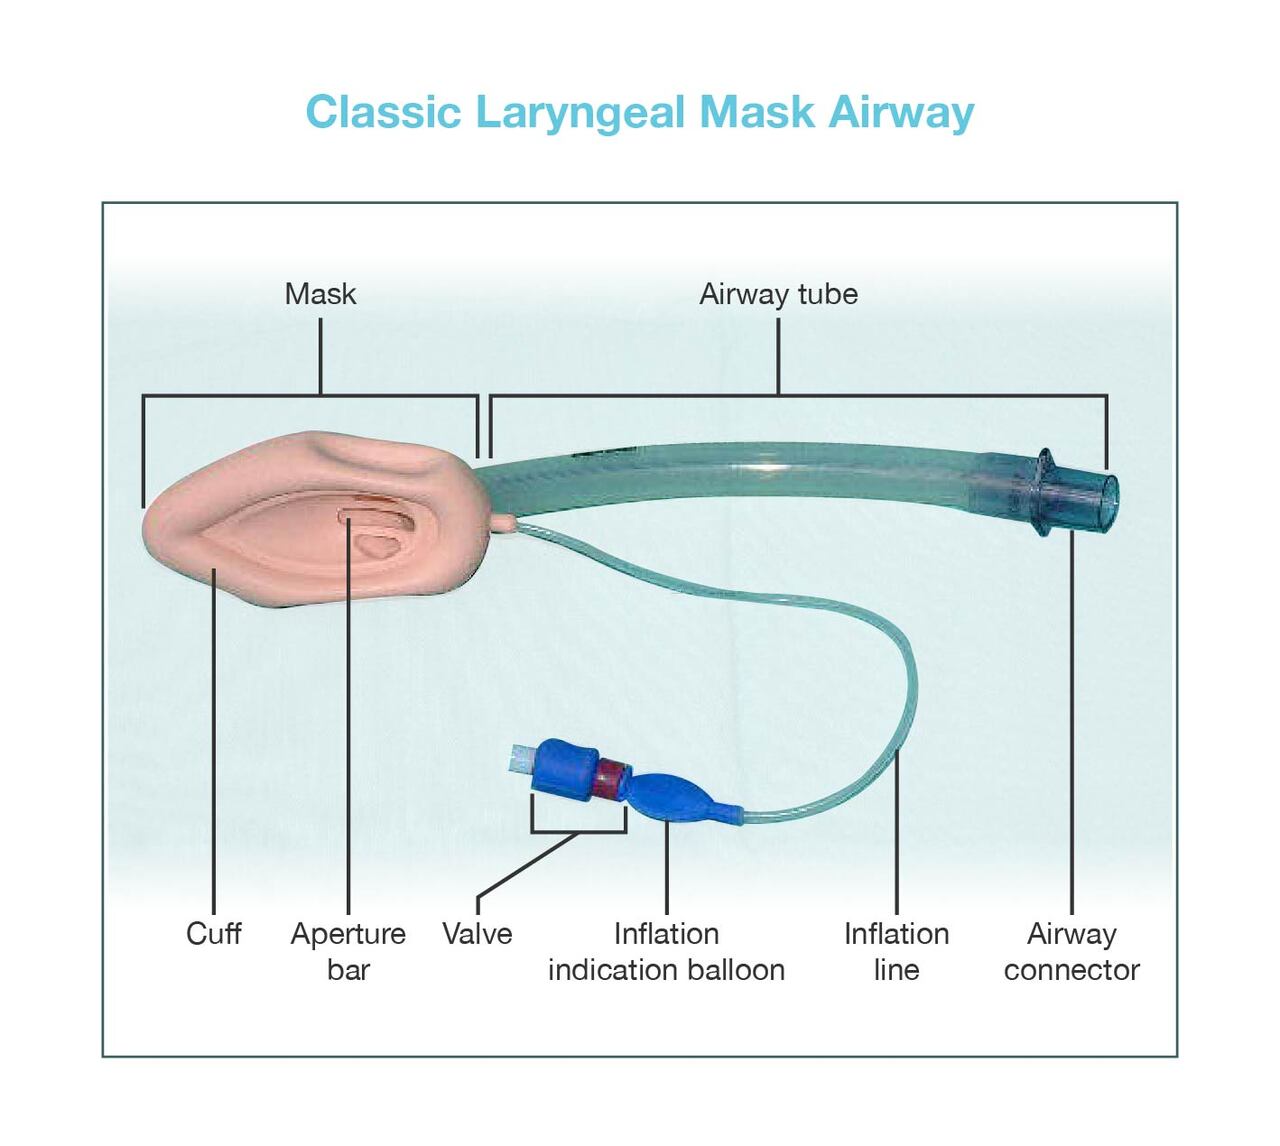 Classic Laryngeal Mask Airway
Mask
Airway tube
Cuff
Aperture
bar
Valve
Inflation
indication balloon
Inflation
line
Airway
connector